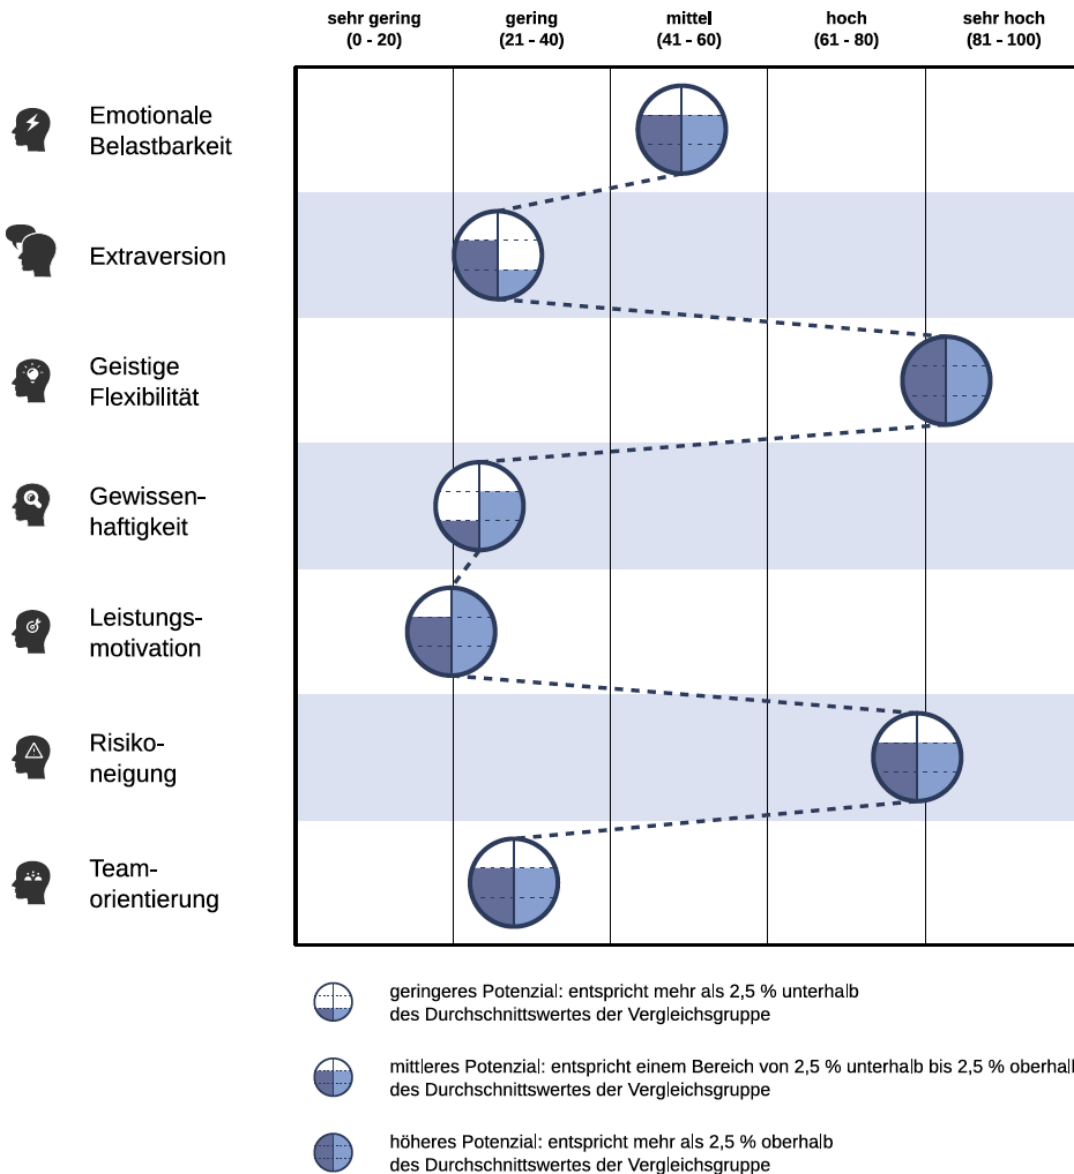 sehr gering gering mittel hoch sehr hoch
(0 - 20) (21 - 40) (41 - 60) (61 - 80) (81 - 100)
Emotionale
Belastbarkeit
Extraversion
Geistige
Flexibilität
Gewissen-
haftigkeit
Leistungs-
motivation
Risiko-
neigung
Team-
orientierung
geringeres Potenzial: entspricht mehr als 2,5 % unterhalb
des Durchschnittswertes der Vergleichsgruppe
mittleres Potenzial: entspricht einem Bereich von 2,5 % unterhalb bis 2,5 % oberhalb
des Durchschnittswertes der Vergleichsgruppe
höheres Potenzial: entspricht mehr als 2,5 % oberhalb
des Durchschnittswertes der Vergleichsgruppe